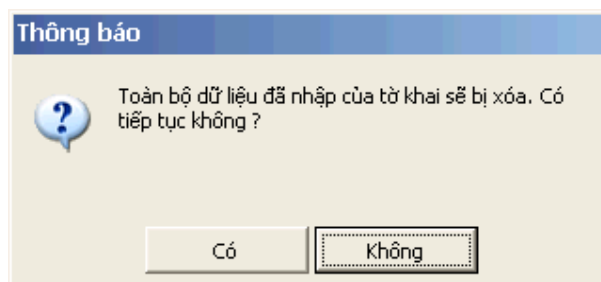 Thông báo
Toàn bộ dữ liệu đã nhập của tờ khai sẽ bị xóa. Có
tiếp tục không ?
Có
Không